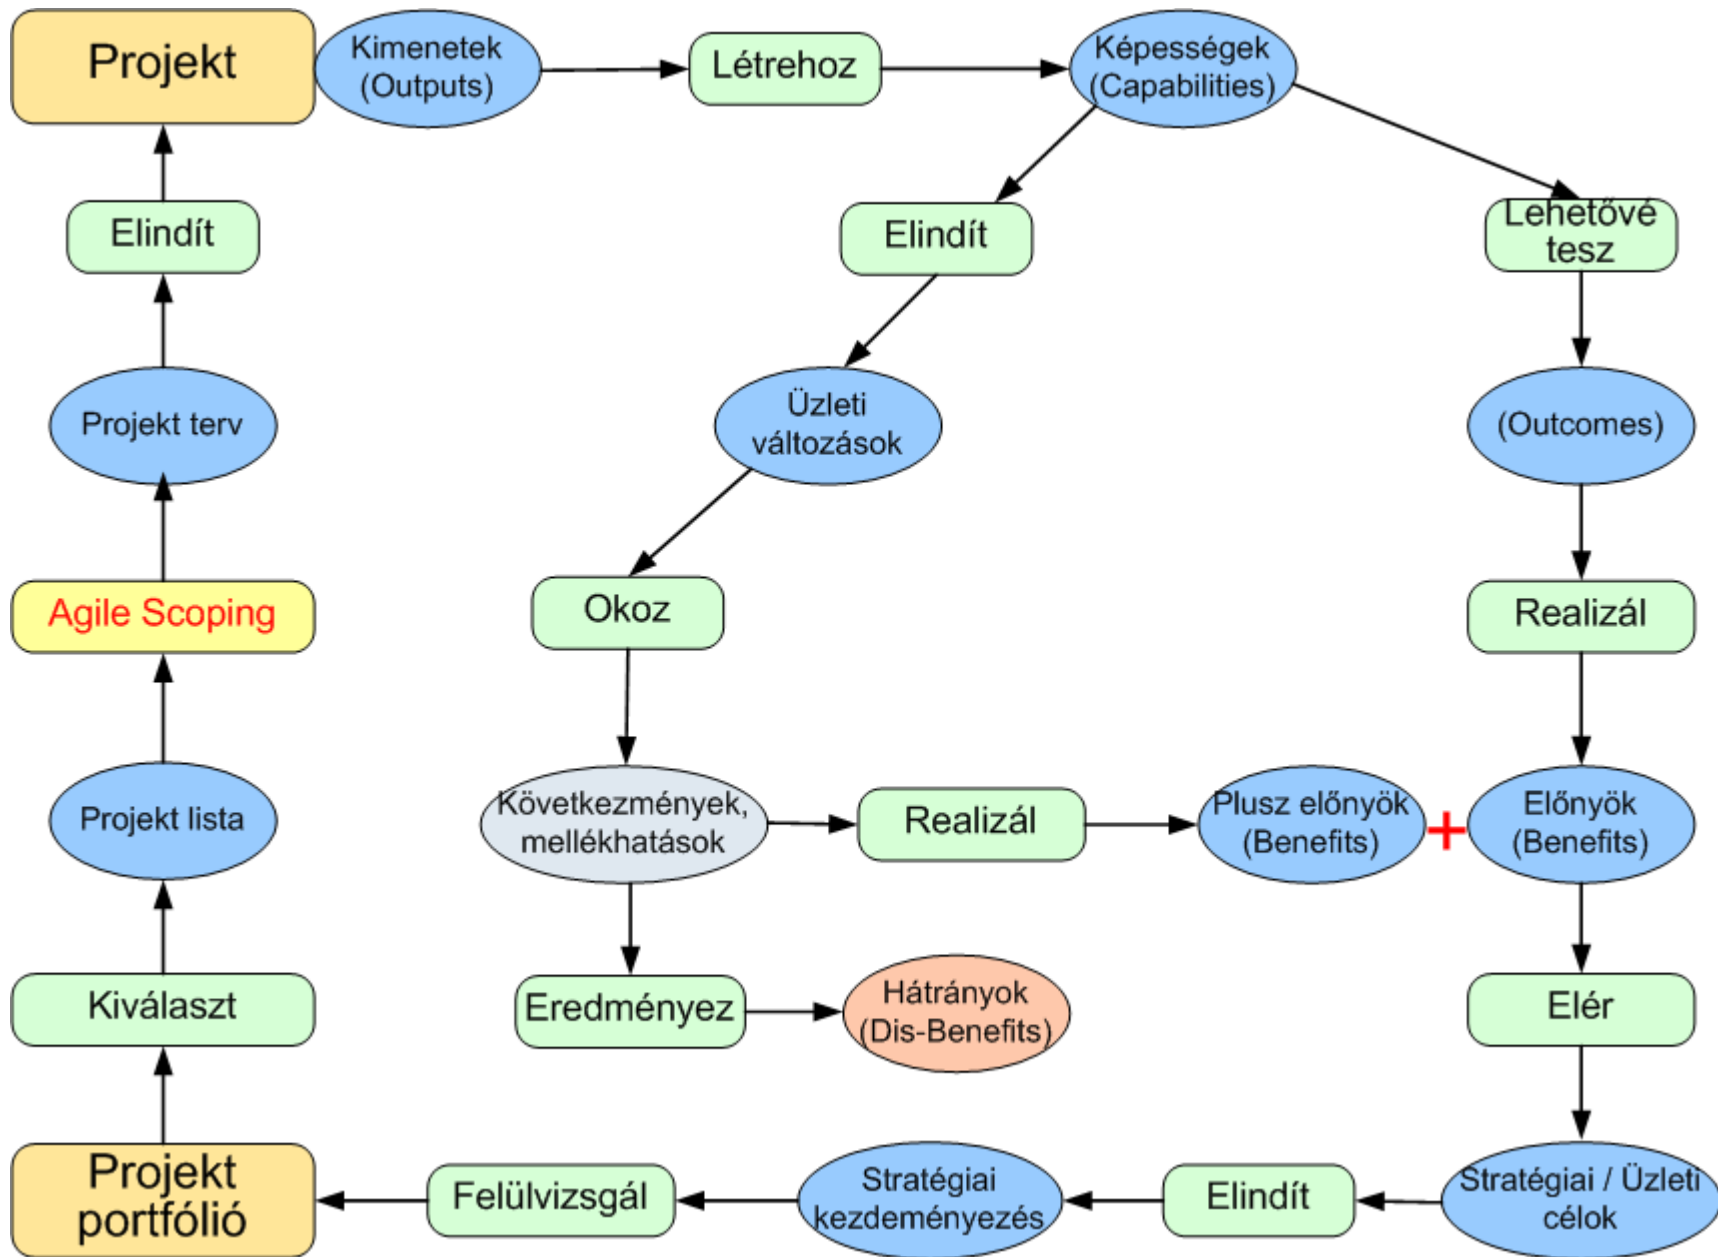 Projekt
Kimenetek
(Outputs)
Létrehoz
Képességek
(Capabilities)
Elindít
Elindít
Lehetővé
tesz
Projekt terv
Üzleti
változások
(Outcomes)
Agile Scoping
Okoz
Realizál
Projekt lista
Következmények,
mellékhatások
Realizál
Plusz előnyök
(Benefits)
+
Előnyök
(Benefits)
Kiválaszt
Eredményez
Hátrányok
(Dis-Benefits)
Elér
Projekt
portfólió
Felülvizsgál
Stratégiai
kezdeményezés
Elindít
Stratégiai / Üzleti
célok